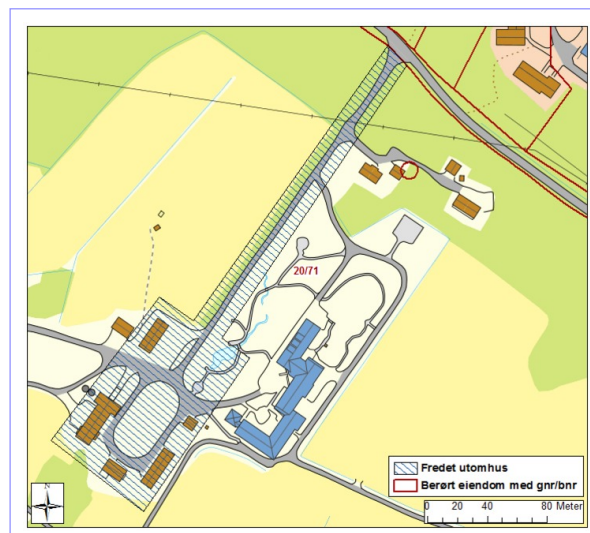 20/71
Fredet utomhus
Berørt eiendom med gnr/bnr
0 20 40 80 Meter
N